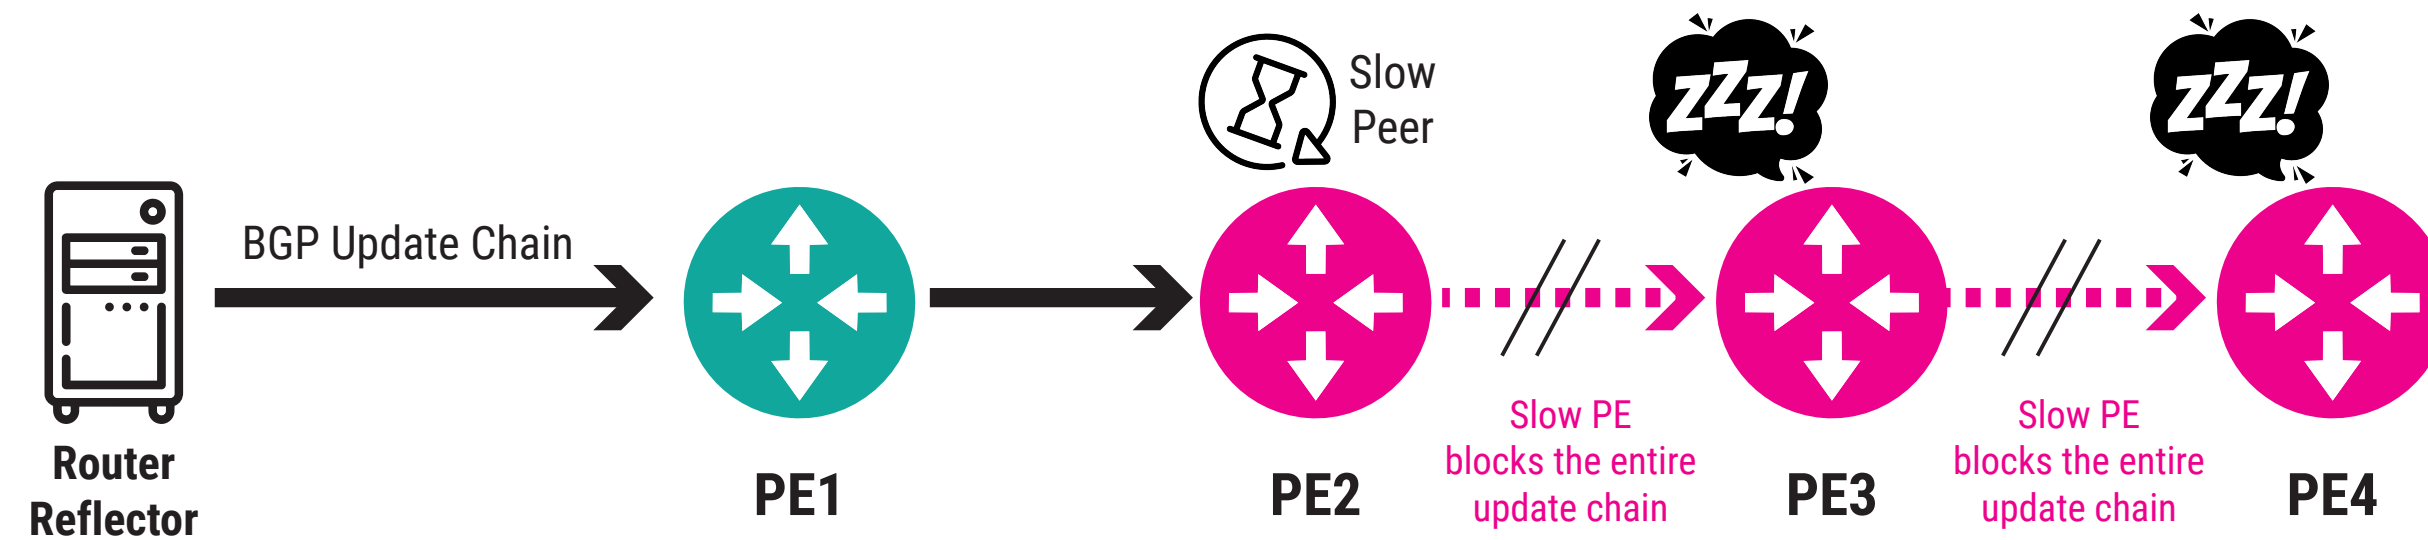 Slow
Peer
zzz!
zzz!
BGP Update Chain
Router
Reflector
PE1
PE2
Slow PE
blocks the entire
update chain
PE3
Slow PE
blocks the entire
update chain
PE4